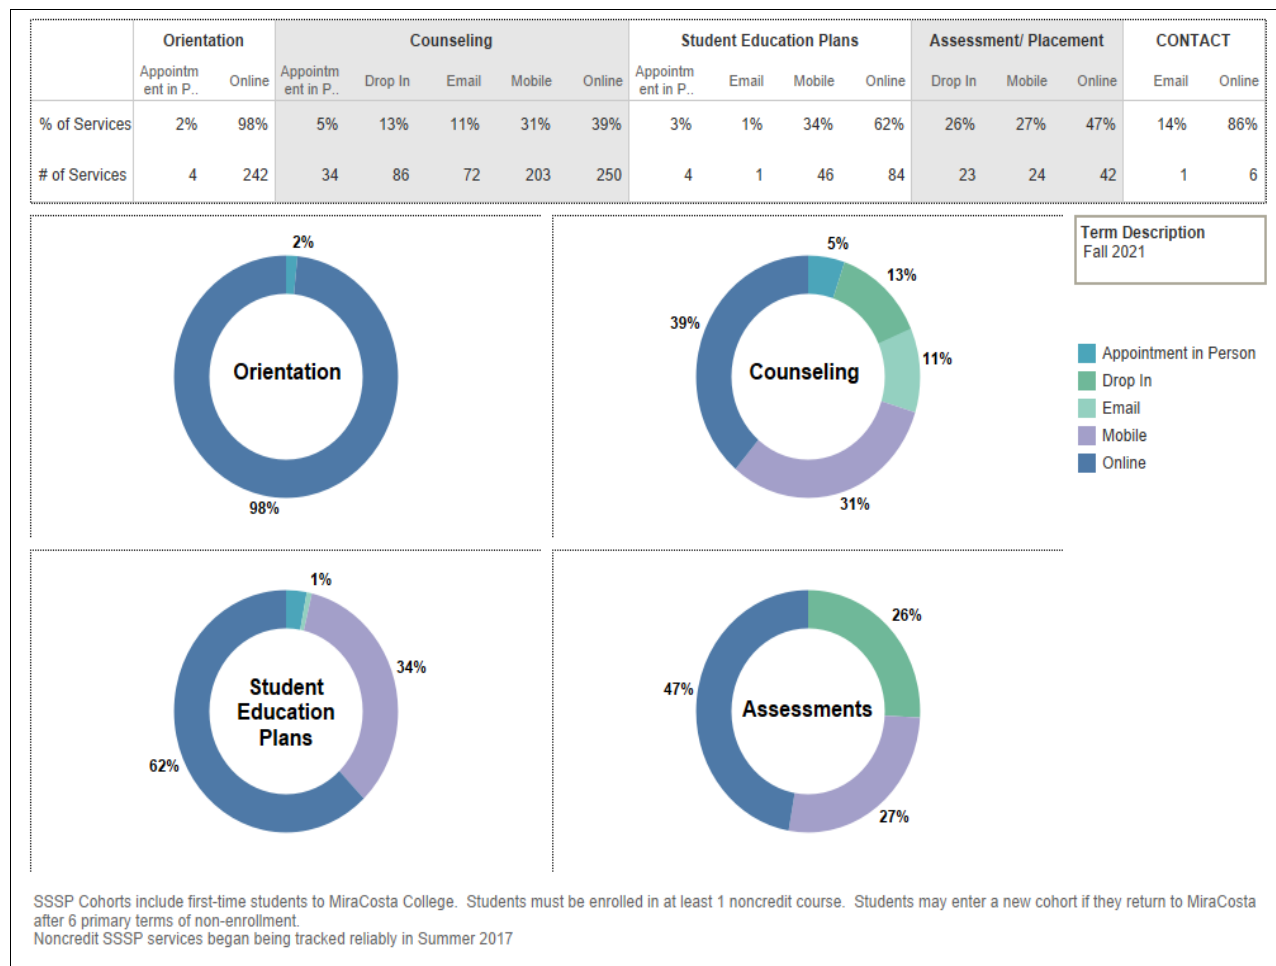 Orientation Counseling Student Education Plans Assessment/ Placement CONTACT
Appointm ent in P.. Online Appointm ent in P.. Drop In Email Mobile Online Appointm ent in P.. Email Mobile Online Drop In Mobile Online Email Online
% of Services 2% 98% 5% 13% 11% 31% 39% 3% 1% 34% 62% 26% 27% 47% 14% 86%
# of Services 4 242 34 86 72 203 250 4 1 46 84 23 24 42 1 6
2%
Orientation
98%
5%
13%
39%
11%
Counseling
31%
Term Description
Fall 2021
Appointment in Person
Drop In
Email
Mobile
Online
1%
34%
Student
Education
Plans
62%
26%
47%
Assessments
27%
SSSP Cohorts include first-time students to MiraCosta College. Students must be enrolled in at least 1 noncredit course. Students may enter a new cohort if they return to MiraCosta
after 6 primary terms of non-enrollment.
Noncredit SSSP services began being tracked reliably in Summer 2017